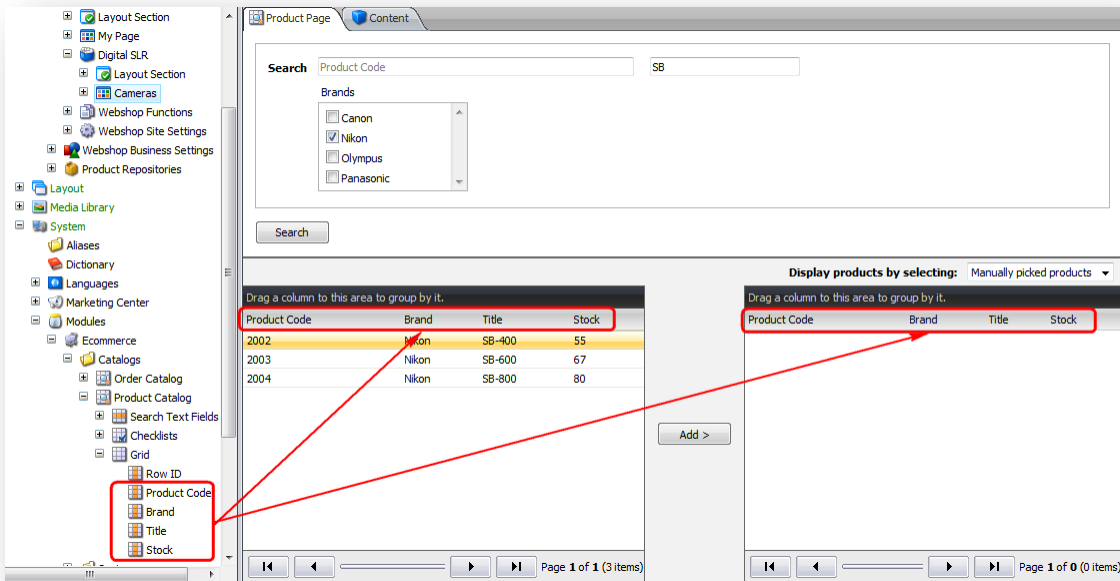 Layout Section
My Page
Digital SLR
Layout Section
Cameras
Webshop Functions
Webshop Site Settings
Webshop Business Settings
Product Repositories
Layout
Media Library
System
Aliases
Dictionary
Languages
Marketing Center
Modules
Ecommerce
Catalogs
Order Catalog
Product Catalog
Search Text Fields
Checklists
Grid
Row ID
Product Code
Brand
Title
Stock
Product Page Content
Search Product Code SB
Brands
Canon
Nikon
Olympus
Panasonic
Search
Display products by selecting: Manually picked products
Drag a column to this area to group by it.
Product Code Brand Title Stock
2002 Nikon SB-400 55
2003 Nikon SB-600 67
2004 Nikon SB-800 80
Page 1 of 1 (3 items)
Add >
Drag a column to this area to group by it.
Product Code Brand Title Stock
Page 1 of 0 (0 items